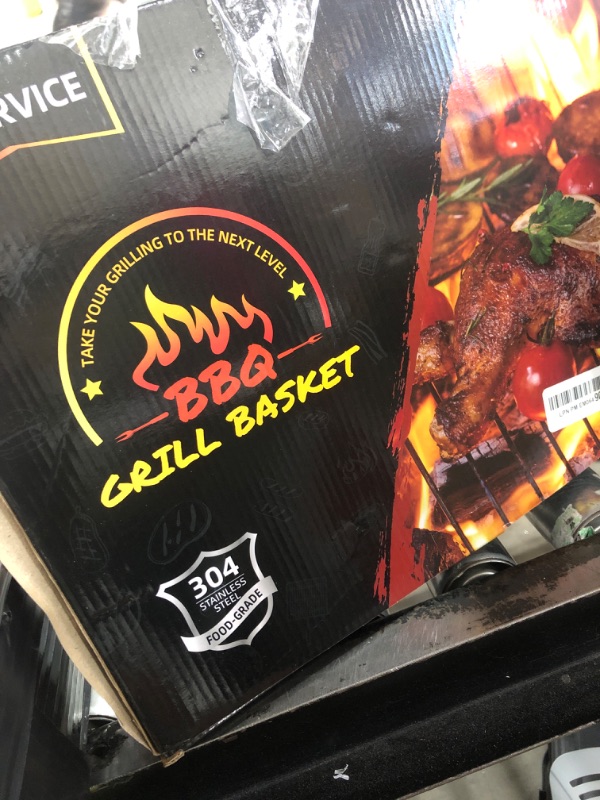 RVICE
TAKE YOUR GRILLING TO THE NEXT LEVEL
BBQ
GRILL BASKET
304
STAINLESS
STEEL
FOOD-GRADE